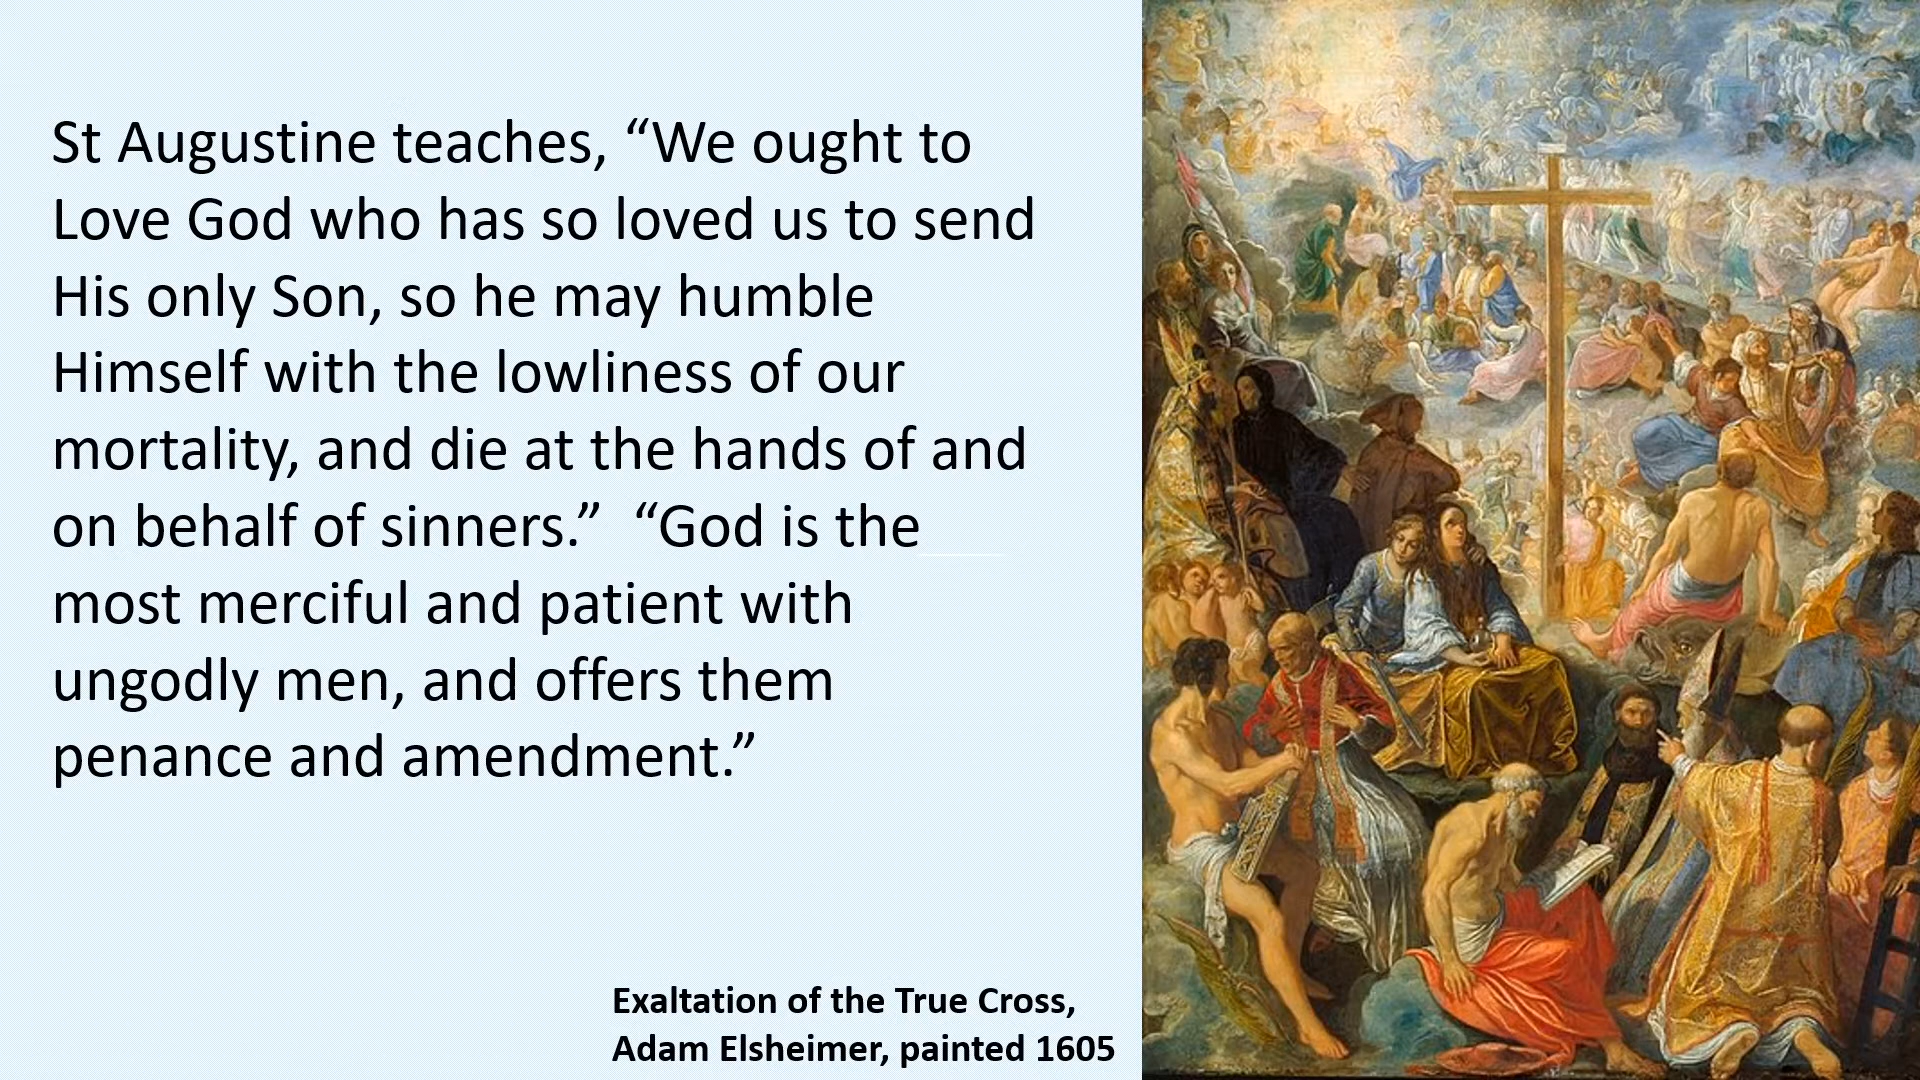 St Augustine teaches, “We ought to
Love God who has so loved us to send
His only Son, so he may humble
Himself with the lowliness of our
mortality, and die at the hands of and
on behalf of sinners.”  “God is the
most merciful and patient with
ungodly men, and offers them
penance and amendment.”
Exaltation of the True Cross,
Adam Elsheimer, painted 1605